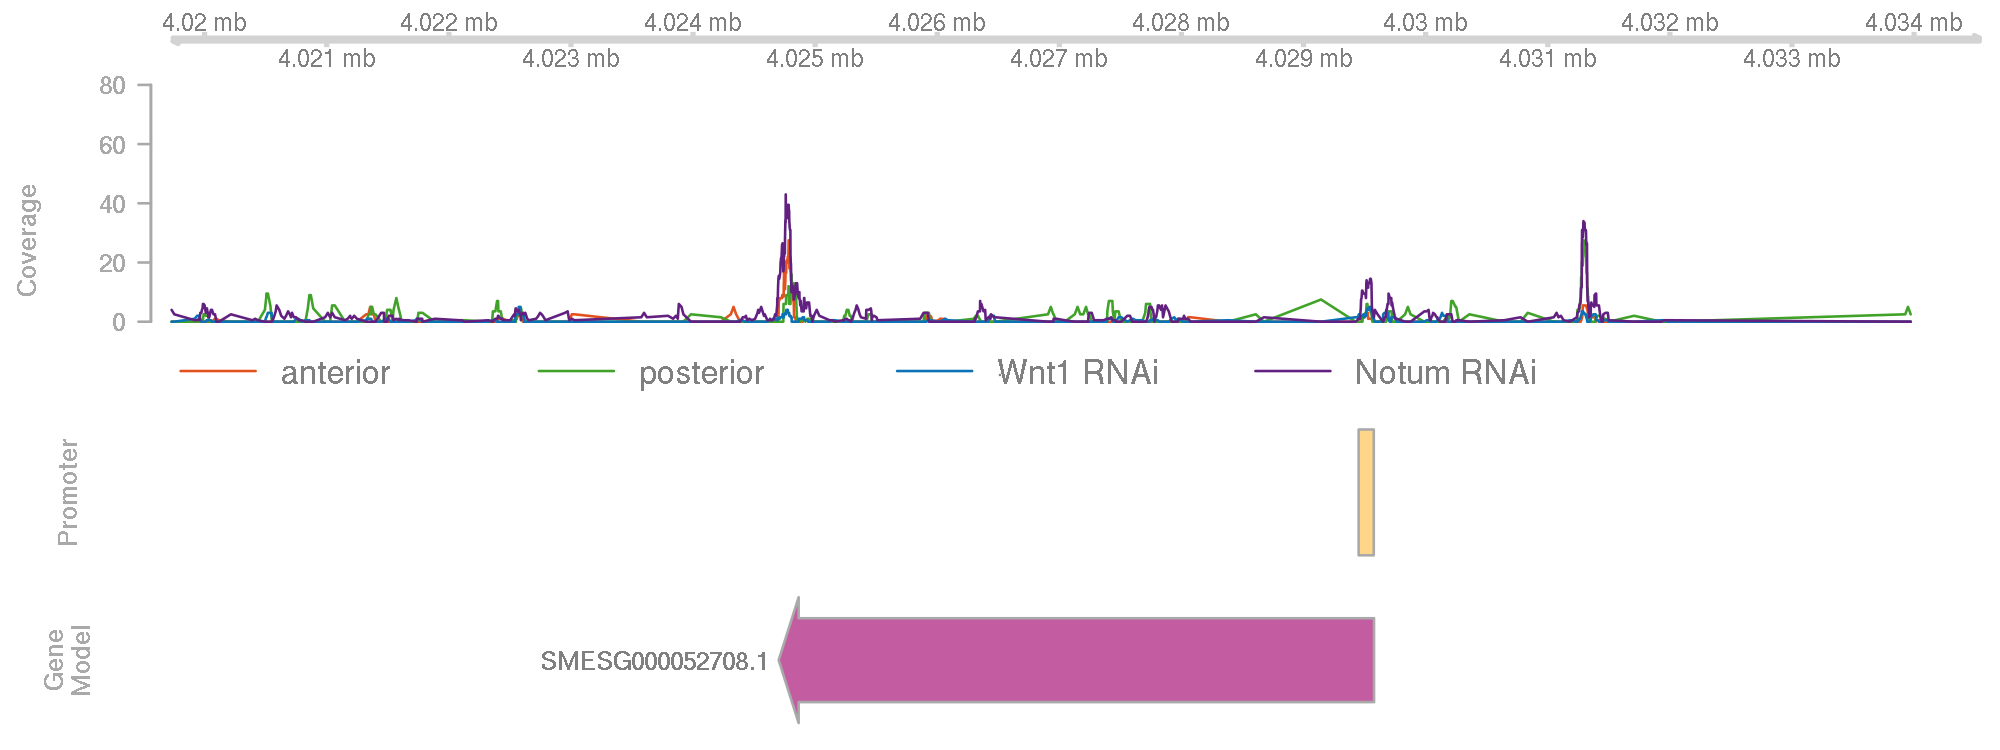 4.02 mb 4.022 mb 4.024 mb 4.026 mb 4.028 mb 4.03 mb 4.032 mb 4.034 mb
4.021 mb 4.023 mb 4.025 mb 4.027 mb 4.029 mb 4.031 mb 4.033 mb
80
60
40
20
0
Coverage
anterior posterior Wnt1 RNAi Notum RNAi
Promoter
Gene
Model
SMESG000052708.1